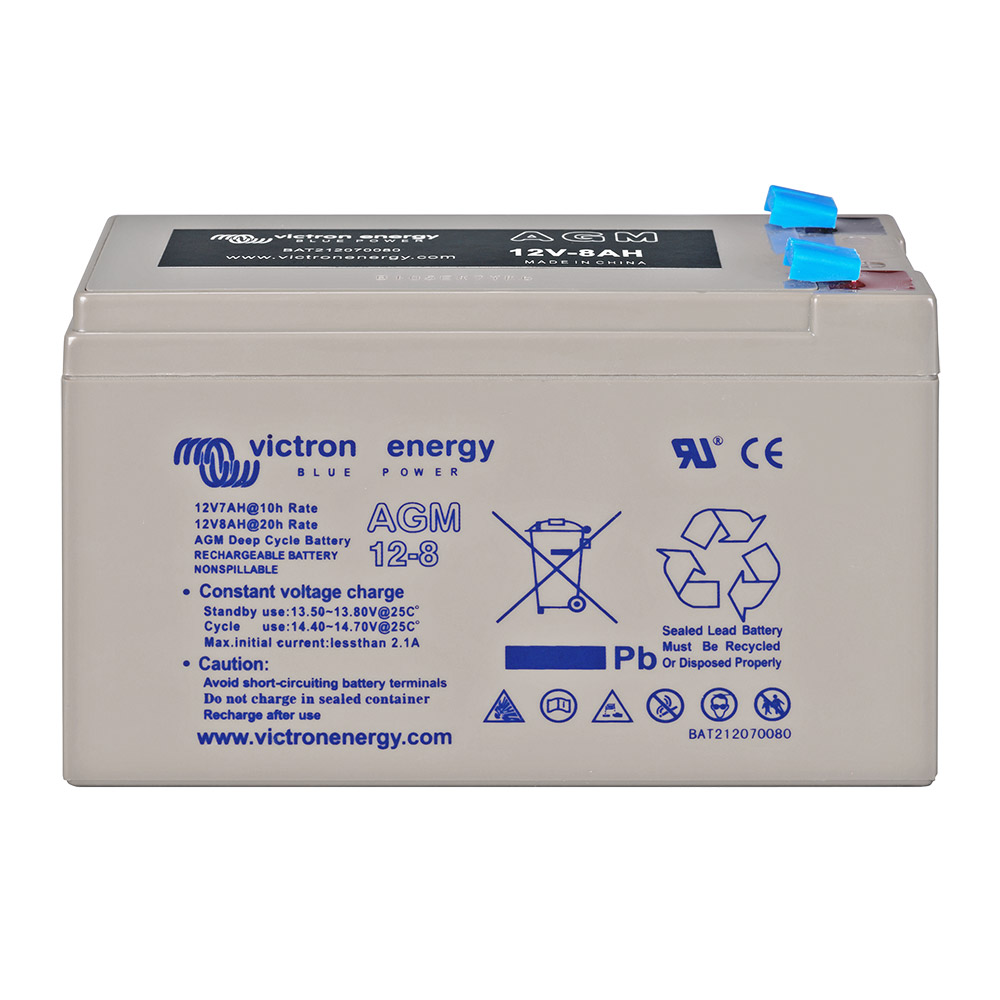 victron energy
BLUE POWER
BAT212070080
www.victronenergy.com
AGM
12V-8AH
MADE IN CHINA
victron energy
BLUE POWER
12V7AH@10h Rate
12V8AH@20h Rate
AGM Deep Cycle Battery
RECHARGEABLE BATTERY
NONSPILLABLE
AGM
12-8
• Constant voltage charge
Standby use:13.50~13.80V@25C°
Cycle use:14.40~14.70V@25C°
Max.initial current:lessthan 2.1A
• Caution:
Avoid short-circuiting battery terminals
Do not charge in sealed container
Recharge after use
www.victronenergy.com
RU® CE
Pb
Sealed Lead Battery
Must Be Recycled
Or Disposed Properly
BAT212070080